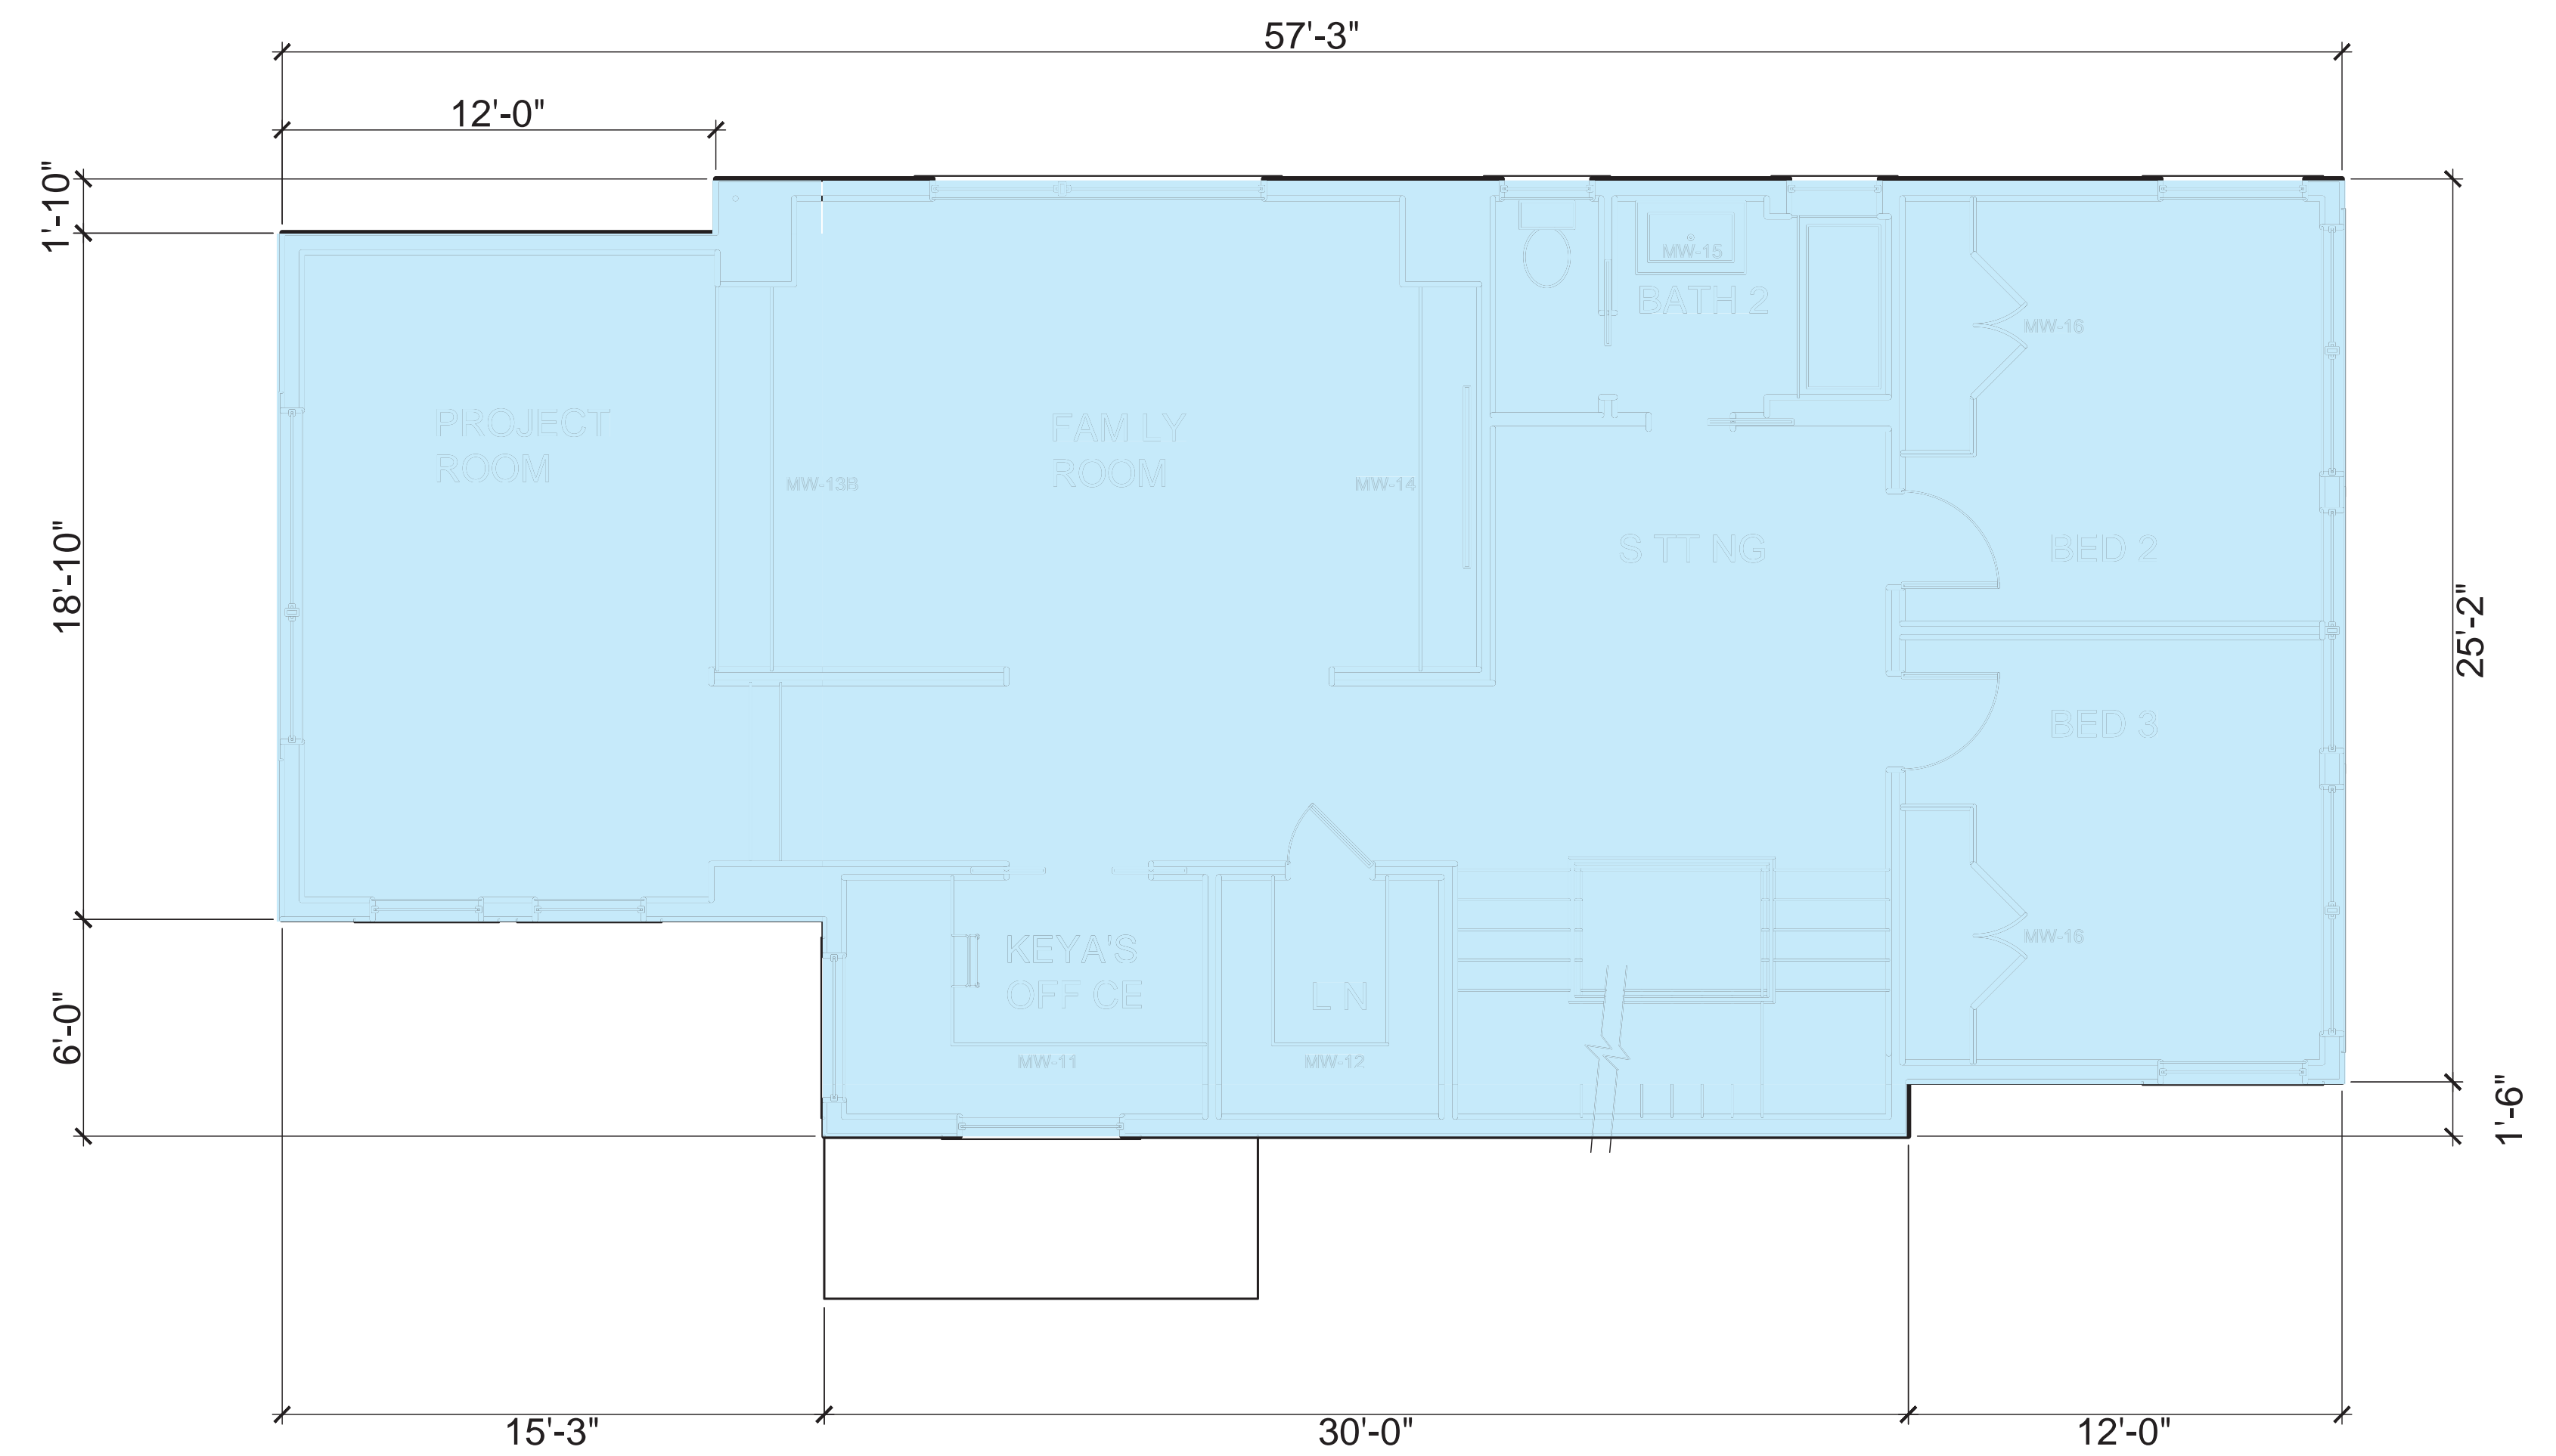 57'-3"
12'-0"
1'-10"
MW-15
BATH 2
MW-16
PROJECT
ROOM
FAM LY
ROOM
MW-13B
MW-14
S TT NG
BED 2
18'-10"
25'-2"
BED 3
KEYA'S
OFF CE
L N
MW-16
6'-0"
MW-11
MW-12
1'-6"
15'-3"
30'-0"
12'-0"